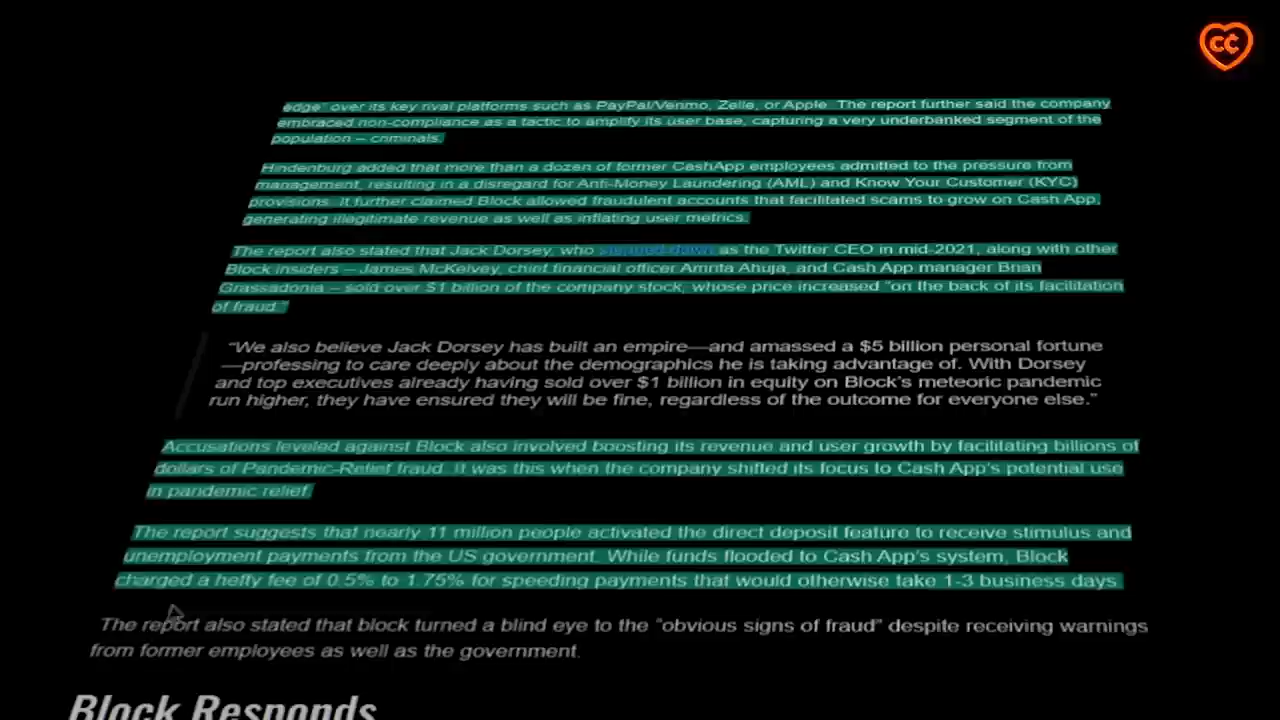 CC
edge" over its key rival platforms such as PayPal/Venmo, Zelle, or Apple. The report further said the company
embraced non-compliance as a tactic to amplify its user base, capturing a very underbanked segment of the
population – criminals.
Hindenburg added that more than a dozen of former CashApp employees admitted to the pressure from
management, resulting in a disregard for Anti-Money Laundering (AML) and Know Your Customer (KYC)
provisions. It further claimed Block allowed fraudulent accounts that facilitated scams to grow on Cash App,
generating illegitimate revenue as well as inflating user metrics.
The report also stated that Jack Dorsey, who stepped down as the Twitter CEO in mid-2021, along with other
Block insiders – James McKelvey, chief financial officer Amrita Ahuja, and Cash App manager Brian
Grassadonia – sold over $1 billion of the company stock, whose price increased "on the back of its facilitation
of fraud."
"We also believe Jack Dorsey has built an empire—and amassed a $5 billion personal fortune
—professing to care deeply about the demographics he is taking advantage of. With Dorsey
and top executives already having sold over $1 billion in equity on Block's meteoric pandemic
run higher, they have ensured they will be fine, regardless of the outcome for everyone else."
Accusations leveled against Block also involved boosting its revenue and user growth by facilitating billions of
dollars of Pandemic-Relief fraud. It was this when the company shifted its focus to Cash App's potential use
in pandemic relief.
The report suggests that nearly 11 million people activated the direct deposit feature to receive stimulus and
unemployment payments from the US government. While funds flooded to Cash App's system, Block
charged a hefty fee of 0.5% to 1.75% for speeding payments that would otherwise take 1-3 business days.
The report also stated that block turned a blind eye to the "obvious signs of fraud" despite receiving warnings
from former employees as well as the government.
Block Responds